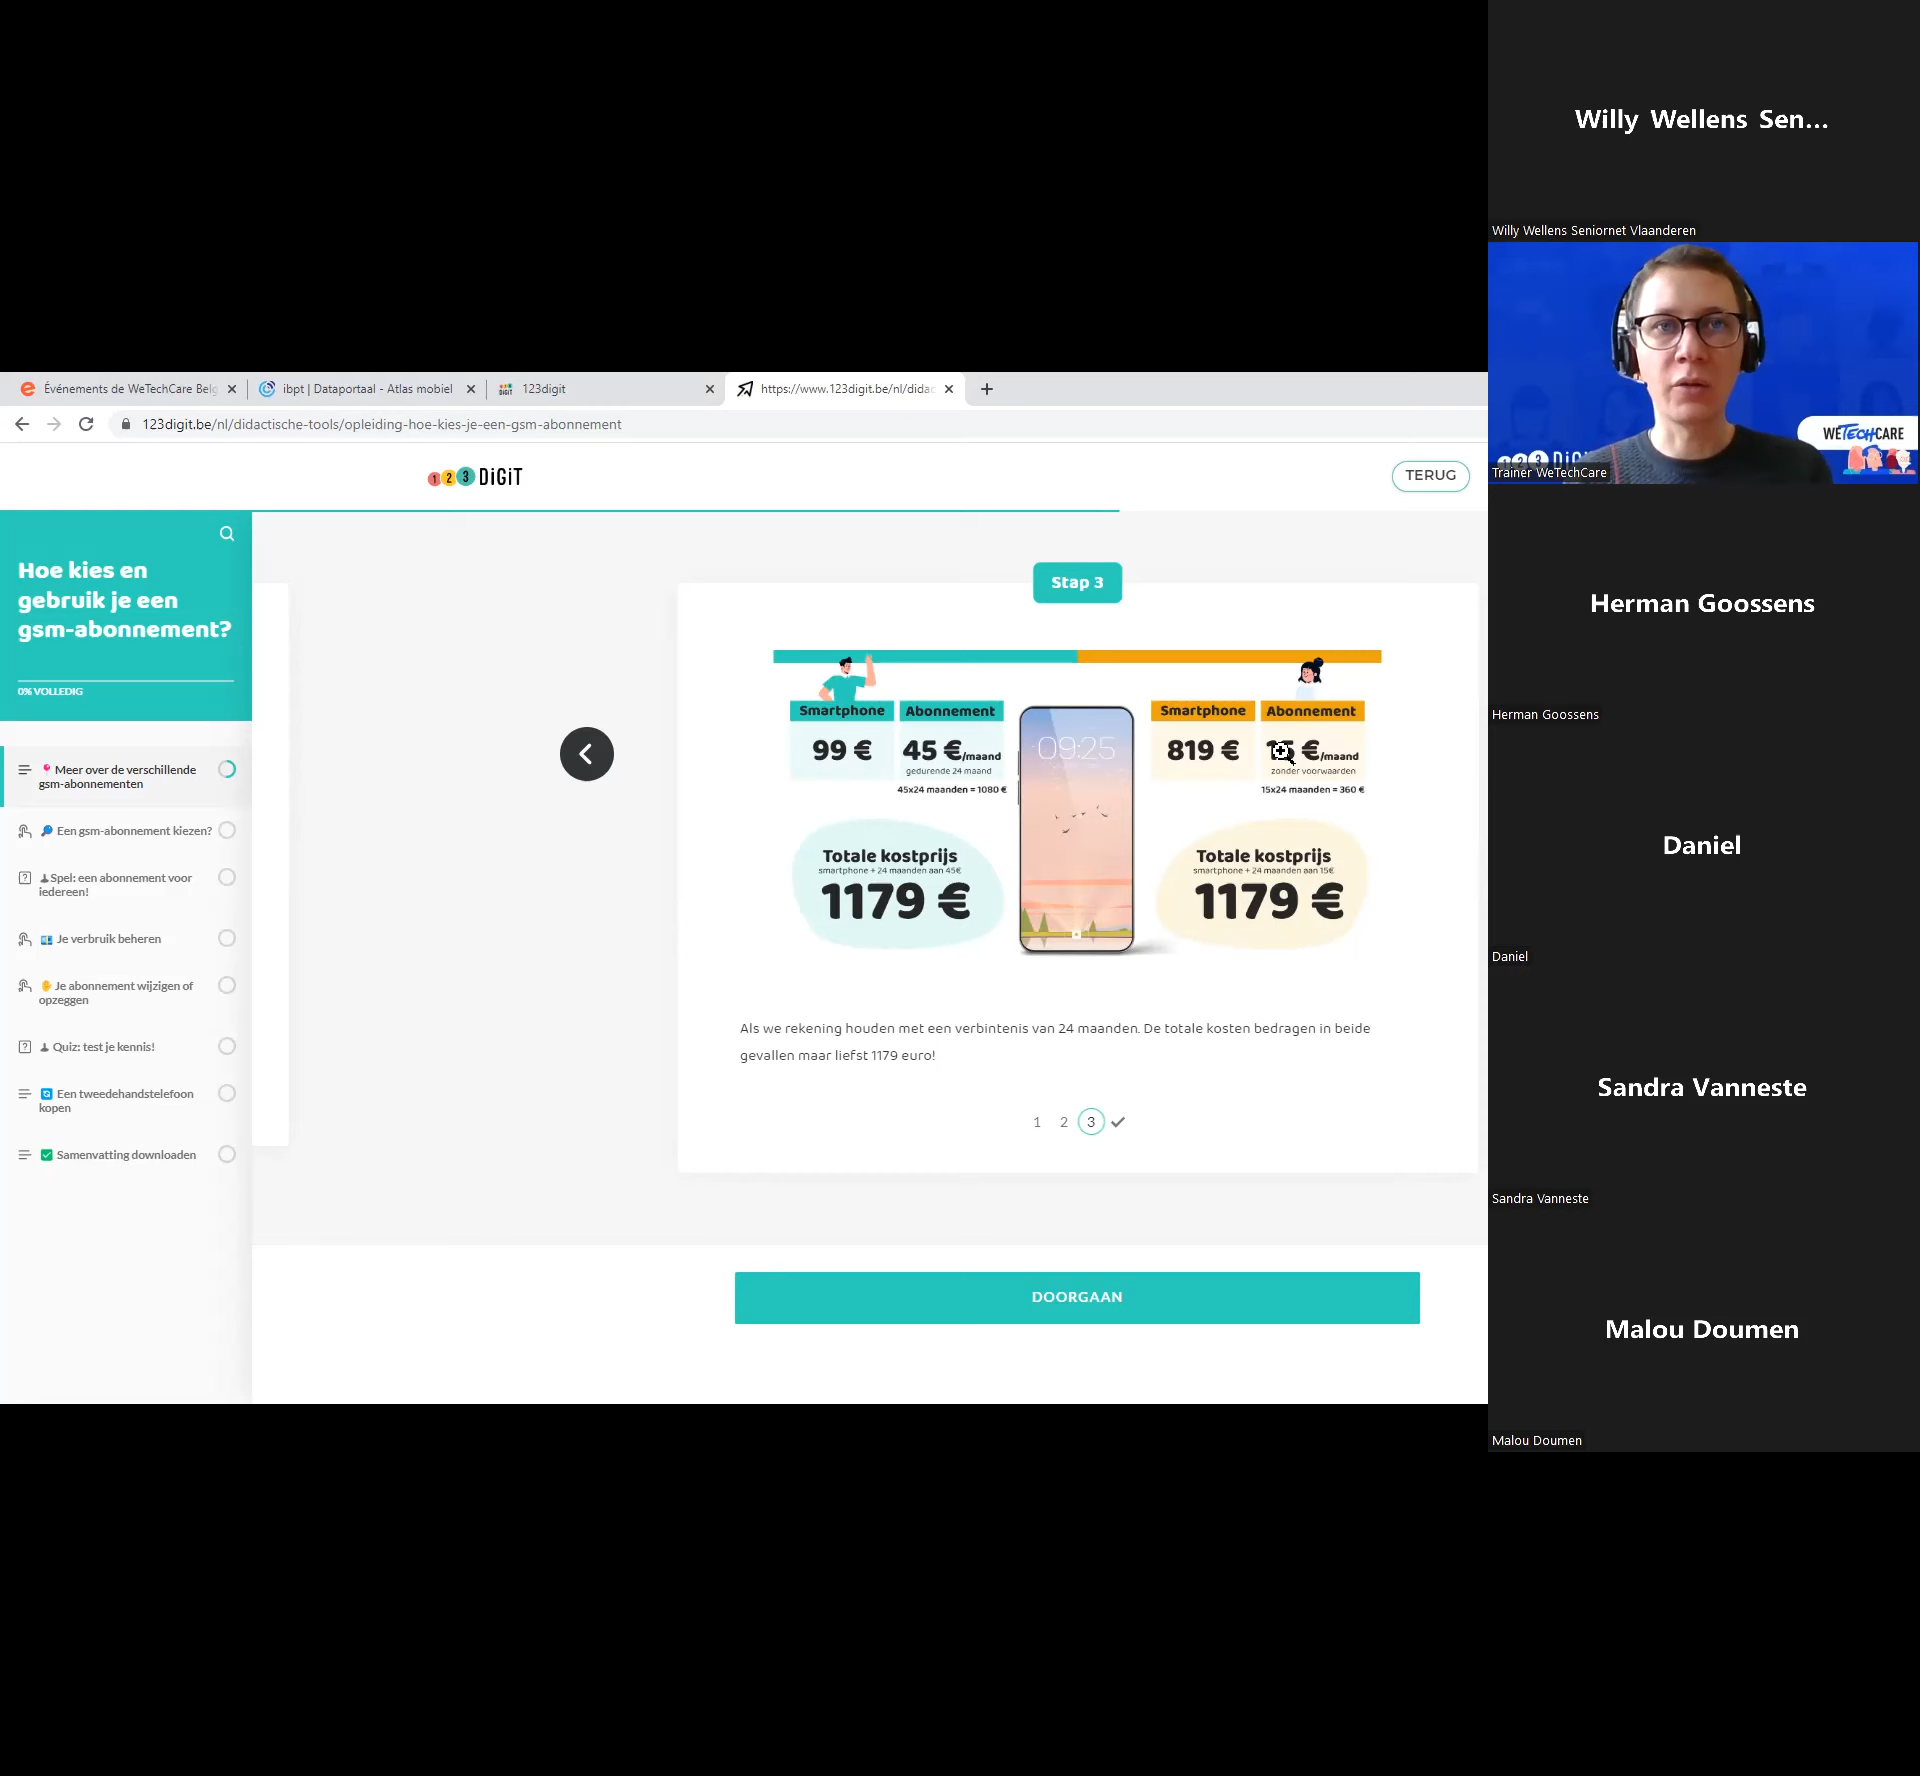 Événements de WeTechCare Belg
ibpt | Dataportaal - Atlas mobiel
123digit
https://www.123digit.be/nl/didac
123digit.be/nl/didactische-tools/opleiding-hoe-kies-je-een-gsm-abonnement
1 2 3 DiGiT
TERUG
Hoe kies en
gebruik je een
gsm-abonnement?
0% VOLLEDIG
Meer over de verschillende
gsm-abonnementen
Een gsm-abonnement kiezen?
Spel: een abonnement voor
iedereen!
Je verbruik beheren
Je abonnement wijzigen of
opzeggen
Quiz: test je kennis!
Een tweedehandstelefoon
kopen
Samenvatting downloaden
Stap 3
Smartphone
Abonnement
99 €
45 €/maand
gedurende 24 maand
45x24 maanden = 1080 €
Totale kostprijs
smartphone + 24 maanden aan 45€
1179 €
09:25
Smartphone
Abonnement
819 €
€/maand
zonder voorwaarden
15x24 maanden = 360 €
Totale kostprijs
smartphone + 24 maanden aan 15€
1179 €
Als we rekening houden met een verbintenis van 24 maanden. De totale kosten bedragen in beide
gevallen maar liefst 1179 euro!
1 2 3
DOORGAAN
Willy Wellens Sen...
Willy Wellens Seniornet Vlaanderen
WETECHCARE
Trainer WeTechCare
Herman Goossens
Herman Goossens
Daniel
Daniel
Sandra Vanneste
Sandra Vanneste
Malou Doumen
Malou Doumen